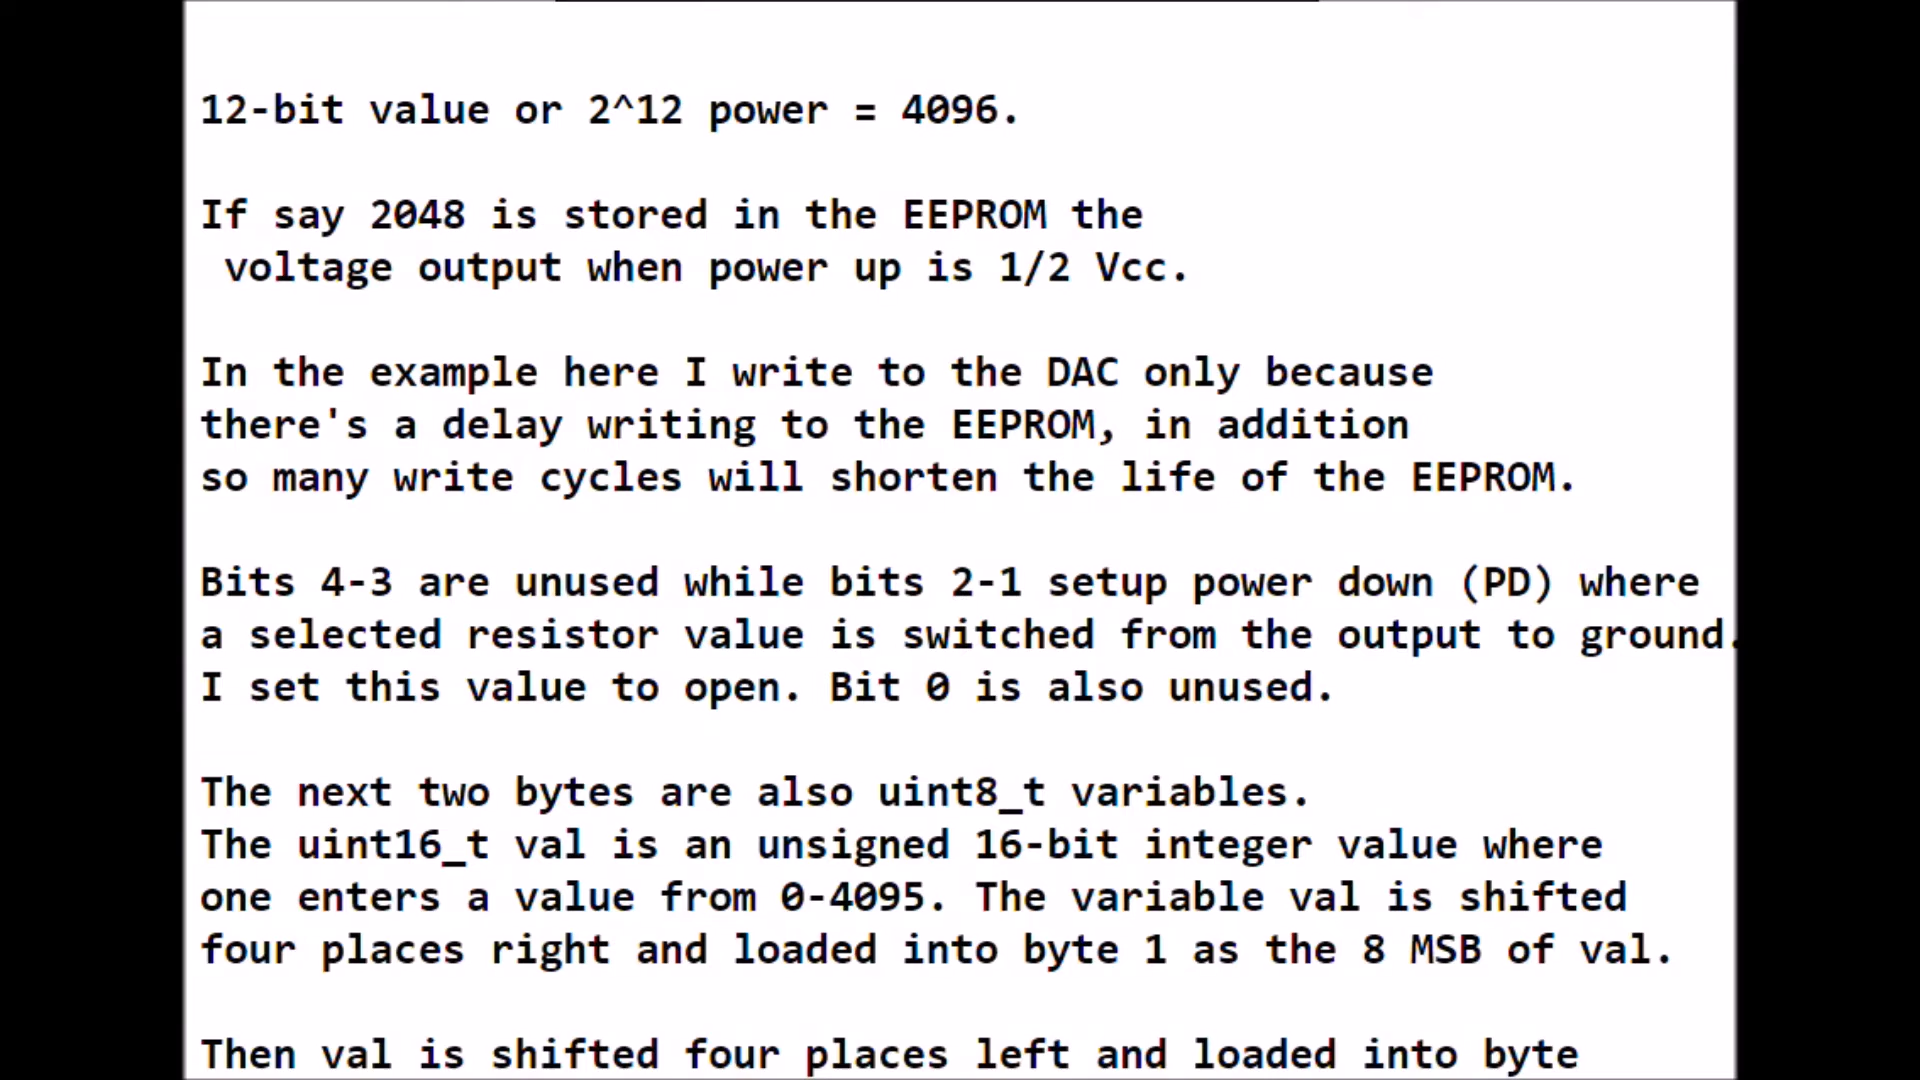 12-bit value or 2^12 power = 4096.
If say 2048 is stored in the EEPROM the
voltage output when power up is 1/2 Vcc.
In the example here I write to the DAC only because
there's a delay writing to the EEPROM, in addition
so many write cycles will shorten the life of the EEPROM.
Bits 4-3 are unused while bits 2-1 setup power down (PD) where
a selected resistor value is switched from the output to ground.
I set this value to open. Bit 0 is also unused.
The next two bytes are also uint8_t variables.
The uint16_t val is an unsigned 16-bit integer value where
one enters a value from 0-4095. The variable val is shifted
four places right and loaded into byte 1 as the 8 MSB of val.
Then val is shifted four places left and loaded into byte